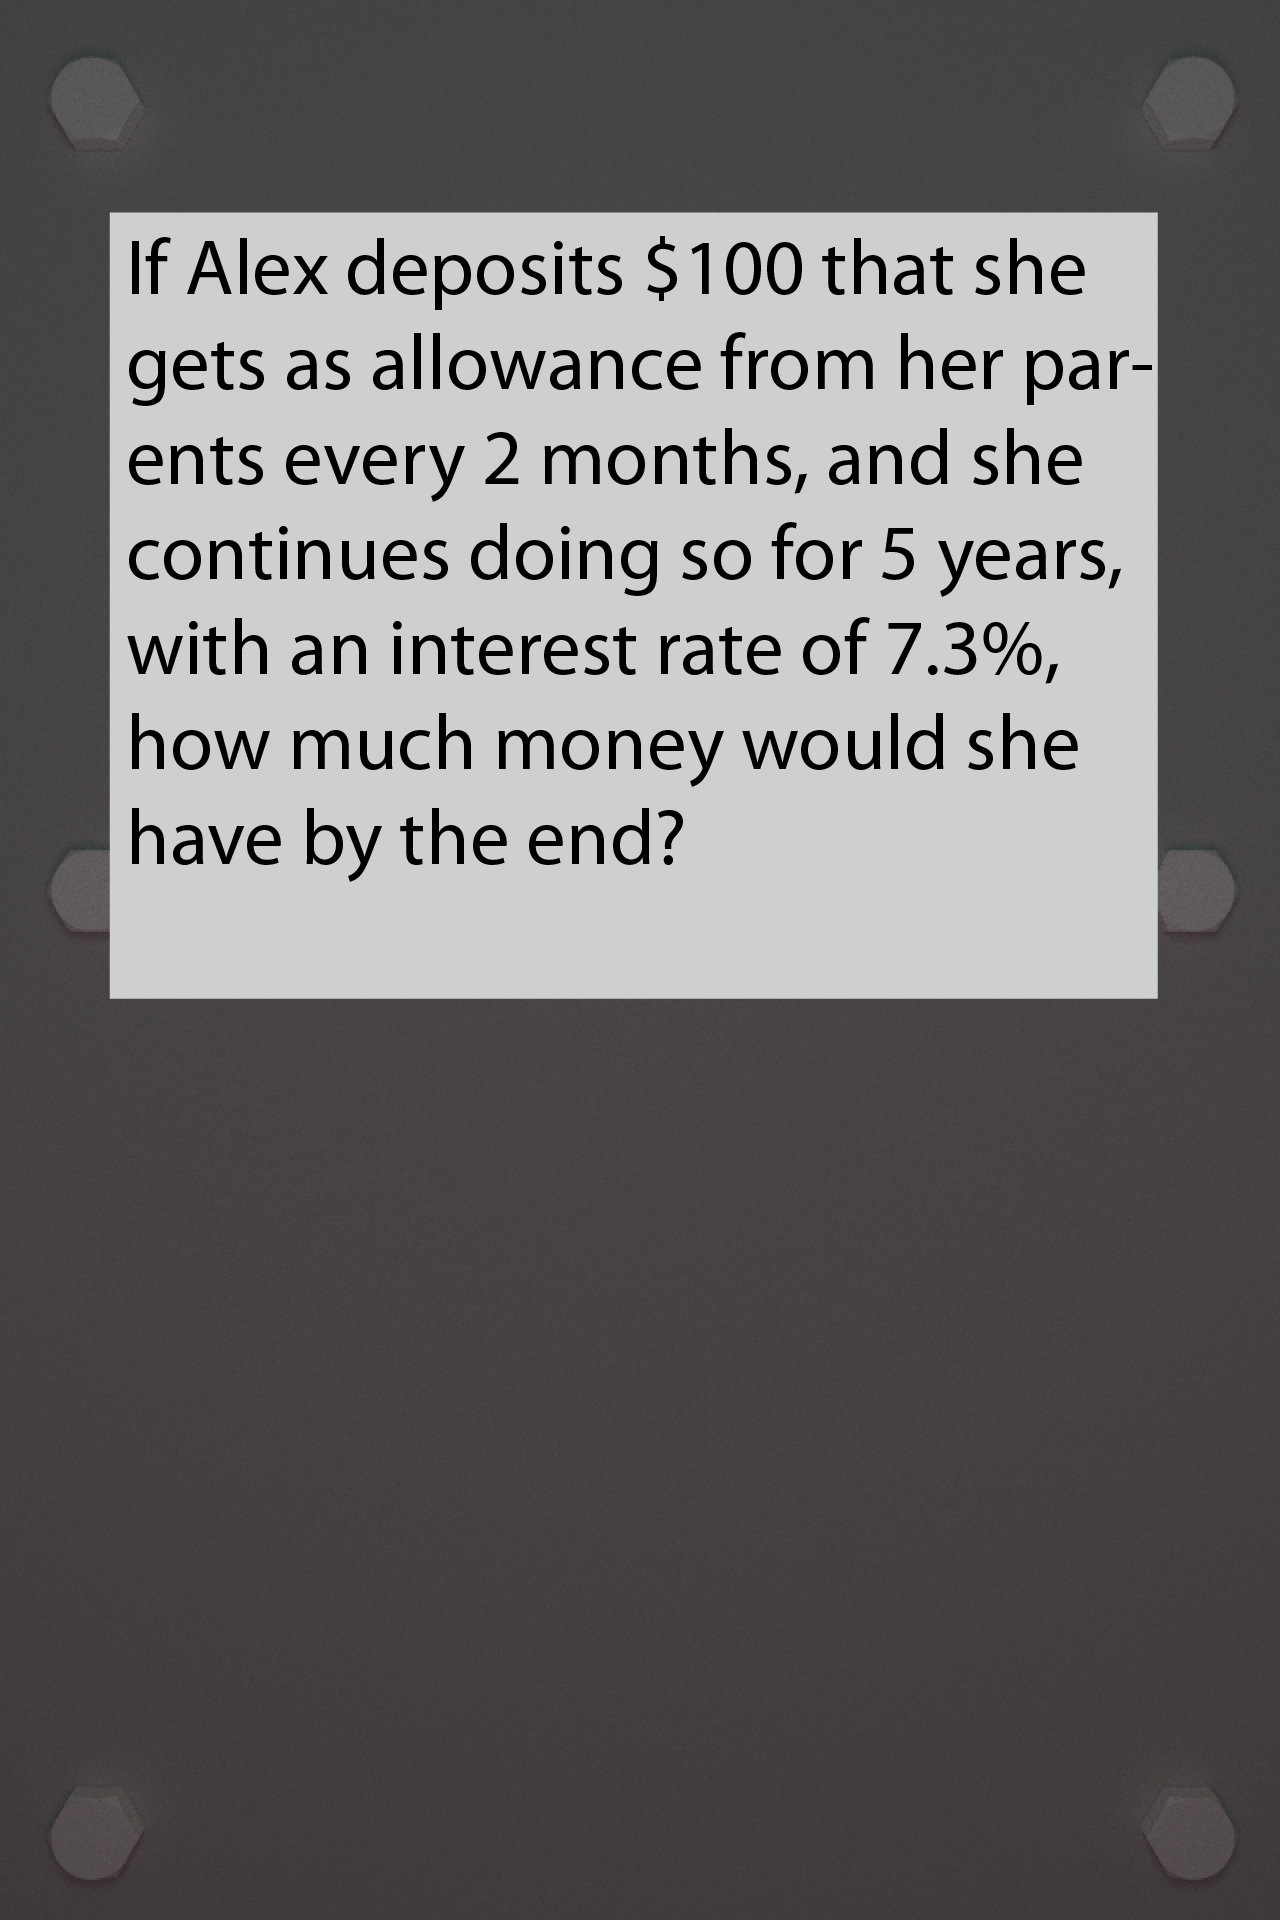 If Alex deposits $100 that she
gets as allowance from her par-
ents every 2 months, and she
continues doing so for 5 years,
with an interest rate of 7.3%,
how much money would she
have by the end?